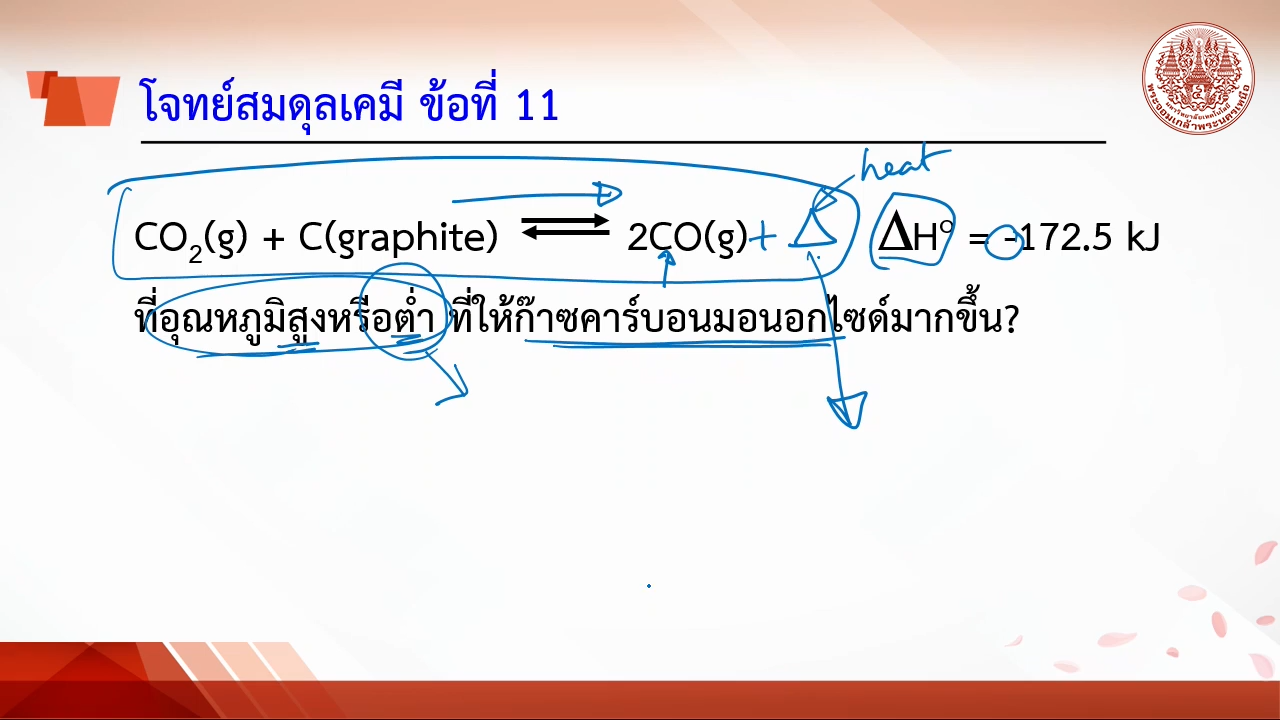 โจทย์สมดุลเคมี ข้อที่ 11
heat
CO₂(g) + C(graphite) ⇌ 2CO(g) + Δ ΔH° = -172.5 kJ
ที่อุณหภูมิสูงหรือต่ำ ที่ให้ก๊าซคาร์บอนมอนอกไซด์มากขึ้น?